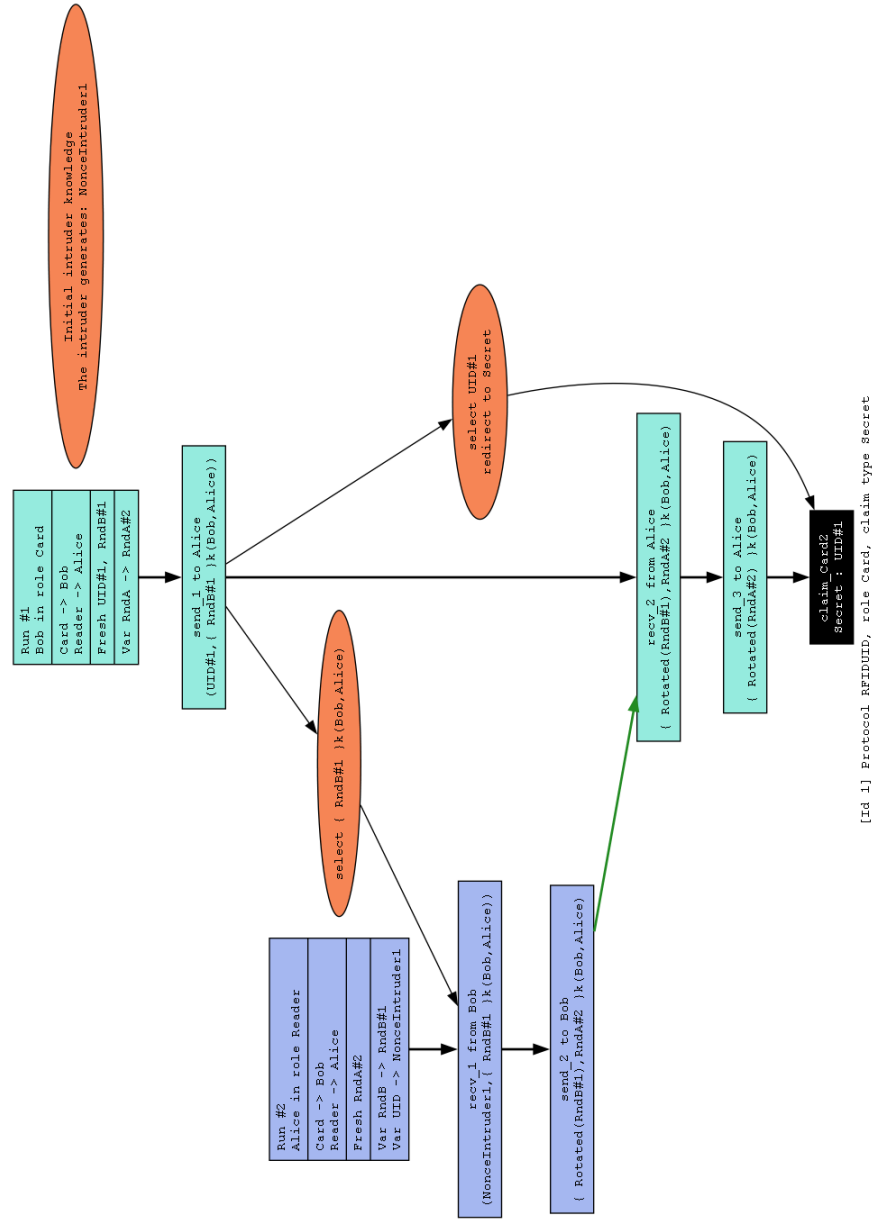 Initial intruder knowledge
The intruder generates: NonceIntruder1
Run #1
Bob in role Card
Card -> Bob
Reader -> Alice
Fresh UID#1, RndB#1
Var RndA -> RndA#2
send_1 to Alice
(UID#1,{ RndB#1 }k(Bob,Alice))
select { RndB#1 }k(Bob,Alice)
select UID#1
redirect to Secret
Run #2
Alice in role Reader
Card -> Bob
Reader -> Alice
Fresh RndA#2
Var RndB -> RndB#1
Var UID -> NonceIntruder1
recv_1 from Bob
(NonceIntruder1,{ RndB#1 }k(Bob,Alice))
send_2 to Bob
{ Rotated(RndB#1),RndA#2 }k(Bob,Alice)
recv_2 from Alice
{ Rotated(RndB#1),RndA#2 }k(Bob,Alice)
send_3 to Alice
{ Rotated(RndA#2) }k(Bob,Alice)
claim_Card2
Secret : UID#1
[Id 1] Protocol RFIDUID, role Card, claim type Secret